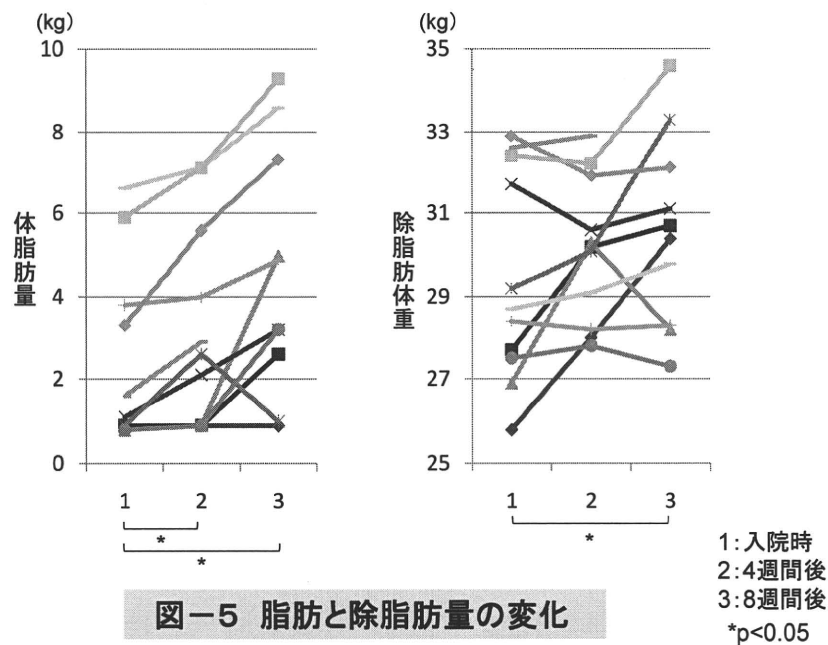 (kg)
10
8
6
4
2
0
体脂肪量
1 2 3
*
*
(kg)
35
33
31
29
27
25
除脂肪体重
1 2 3
*
1:入院時
2:4週間後
3:8週間後
*p<0.05
図-5 脂肪と除脂肪量の変化